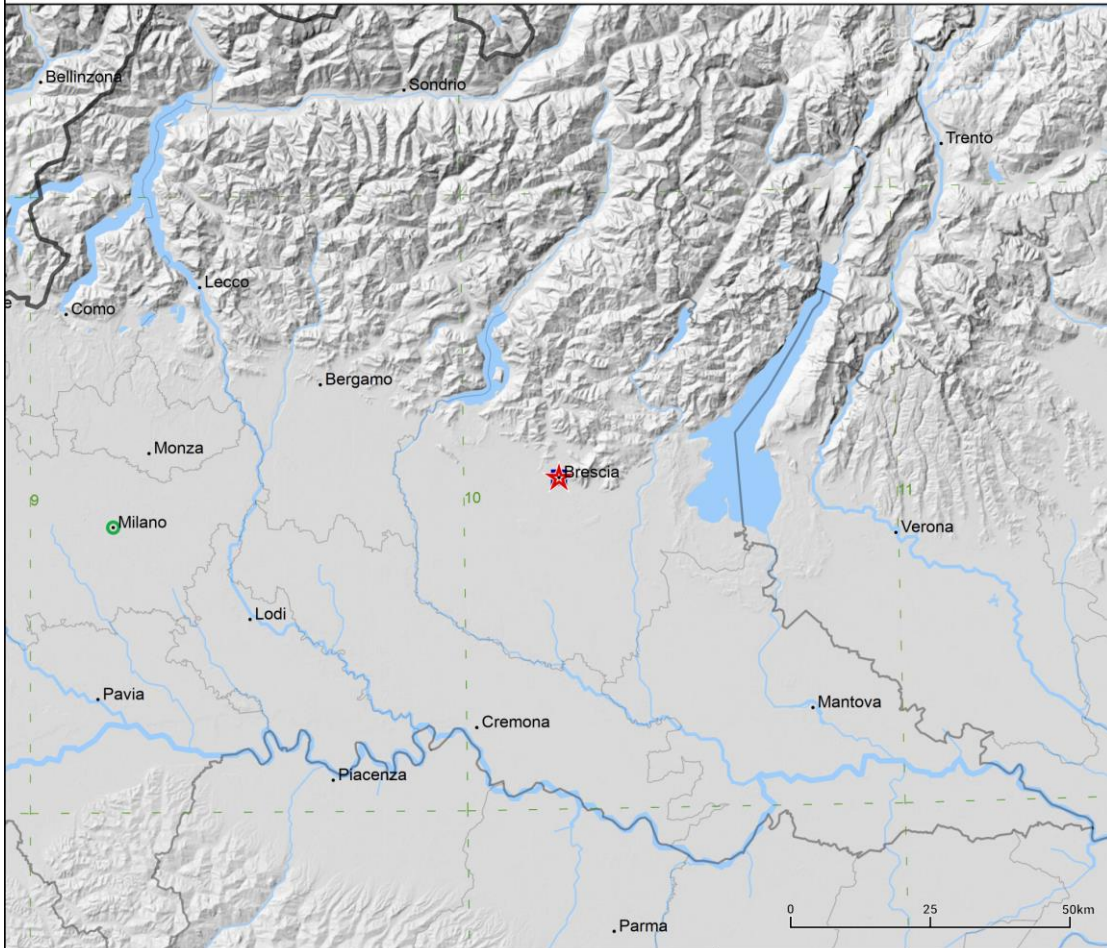 Bellinzona
Sondrio
Trento
Lecco
e
Como
Bergamo
Monza
Brescia
9
10
11
Milano
Verona
Lodi
Pavia
Mantova
Cremona
Piacenza
0 25 50km
Parma